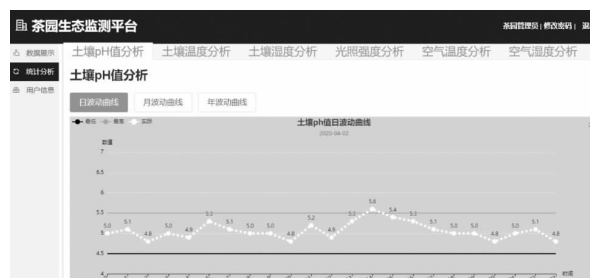 茶园生态监测平台
茶园管理员 | 修改密码 | 退
数据展示
统计分析
用户信息
土壤pH值分析 土壤温度分析 土壤湿度分析 光照强度分析 空气温度分析 空气湿度分析
土壤pH值分析
日波动曲线 月波动曲线 年波动曲线
最低 最高 实际
土壤ph值日波动曲线
2020-04-02
数值
7
6.5
6
5.5
5
4.5
4
5.0 5.1 4.8 5.0 4.9 5.2 5.1 5.0 5.0 4.8 5.2 4.9 5.2 5.6 5.4 5.2 5.1 5.0 5.0 4.8 5.0 5.1 4.8
时间